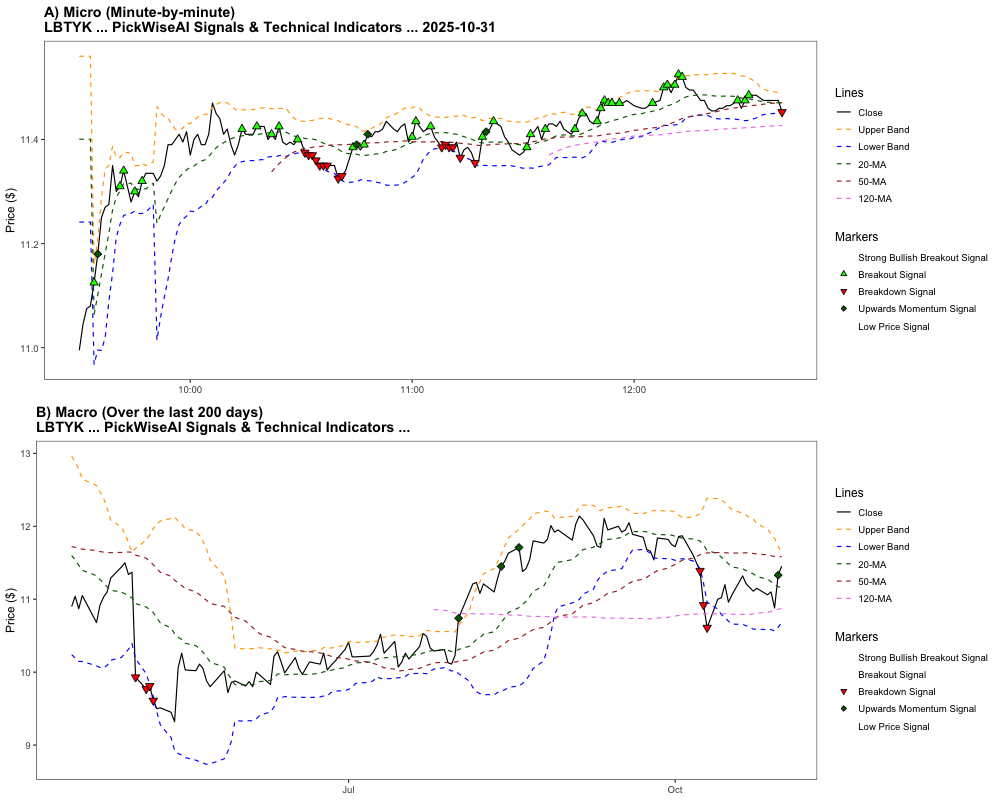 A) Micro (Minute-by-minute)
LBTYK ... PickWiseAI Signals & Technical Indicators ... 2025-10-31
Price ($)
11.4
11.2
11.0
10:00
11:00
12:00
Lines
Close
Upper Band
Lower Band
20-MA
50-MA
120-MA
Markers
Strong Bullish Breakout Signal
Breakout Signal
Breakdown Signal
Upwards Momentum Signal
Low Price Signal
B) Macro (Over the last 200 days)
LBTYK ... PickWiseAI Signals & Technical Indicators ...
Price ($)
13
12
11
10
9
Jul
Oct
Lines
Close
Upper Band
Lower Band
20-MA
50-MA
120-MA
Markers
Strong Bullish Breakout Signal
Breakout Signal
Breakdown Signal
Upwards Momentum Signal
Low Price Signal